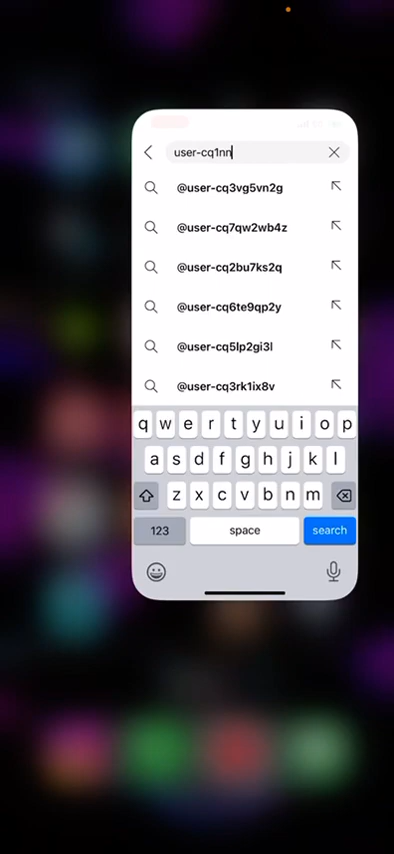 user-cq1nn
@user-cq3vg5vn2g
@user-cq7qw2wb4z
@user-cq2bu7ks2q
@user-cq6te9qp2y
@user-cq5lp2gi3l
@user-cq3rk1ix8v
q w e r t y u i o p
a s d f g h j k l
z x c v b n m
123 space search